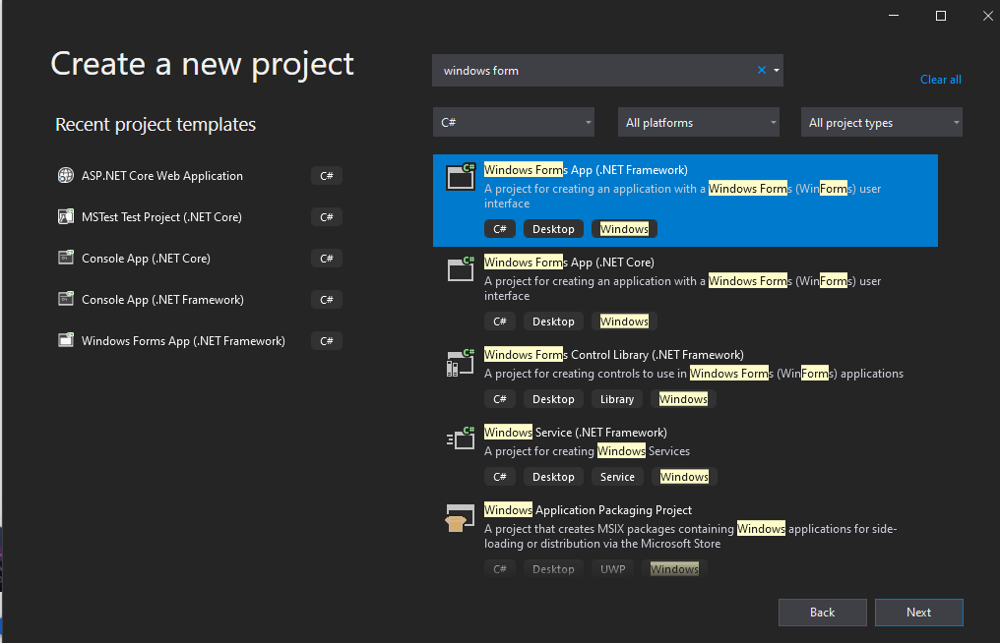 Create a new project
Recent project templates
ASP.NET Core Web Application C#
MSTest Test Project (.NET Core) C#
Console App (.NET Core) C#
Console App (.NET Framework) C#
Windows Forms App (.NET Framework) C#
windows form
Clear all
C# All platforms All project types
C#
Windows Forms App (.NET Framework)
A project for creating an application with a Windows Forms (WinForms) user
interface
C# Desktop Windows
C#
Windows Forms App (.NET Core)
A project for creating an application with a Windows Forms (WinForms) user
interface
C# Desktop Windows
C#
Windows Forms Control Library (.NET Framework)
A project for creating controls to use in Windows Forms (WinForms) applications
C# Desktop Library Windows
C#
Windows Service (.NET Framework)
A project for creating Windows Services
C# Desktop Service Windows
Windows Application Packaging Project
A project that creates MSIX packages containing Windows applications for side-
loading or distribution via the Microsoft Store
C# Desktop UWP Windows
Back Next